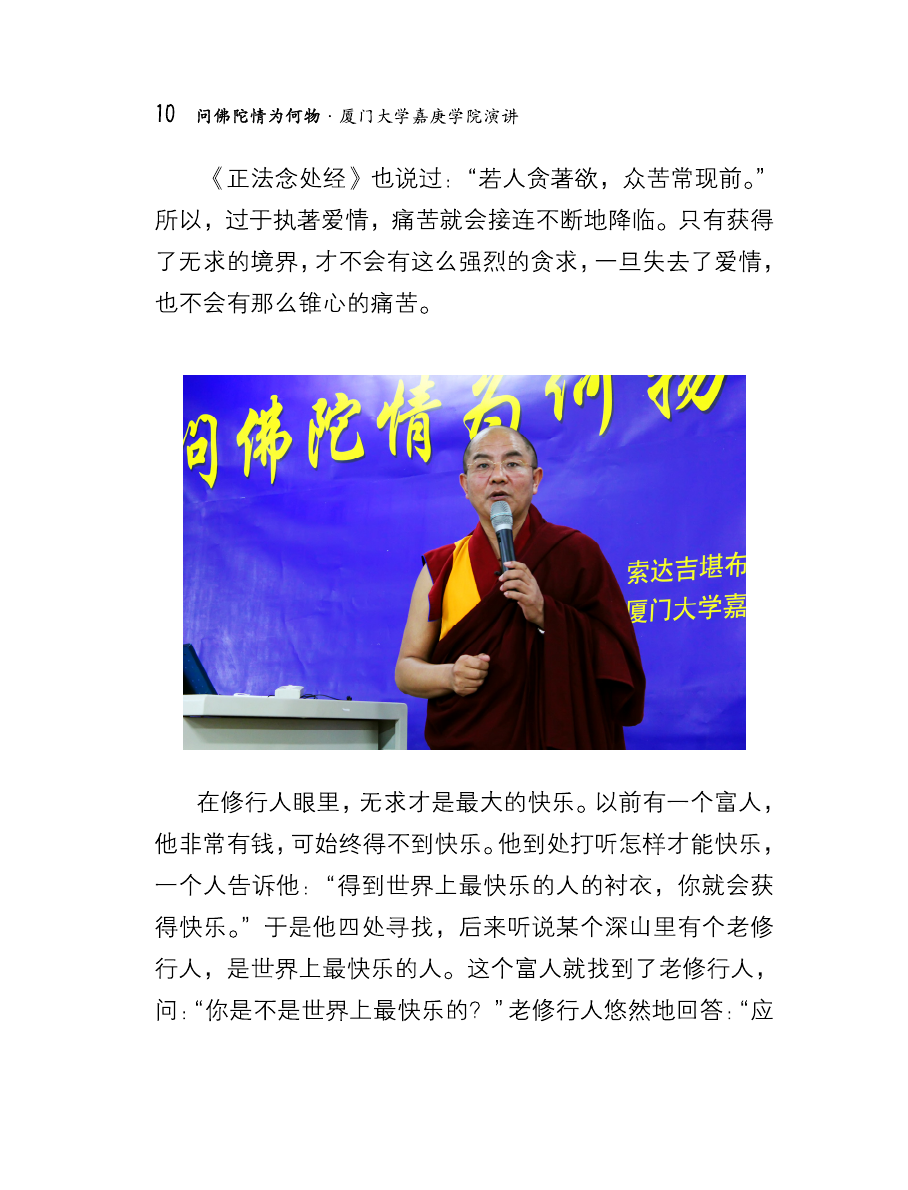 10 问佛陀情为何物·厦门大学嘉庚学院演讲
《正法念处经》也说过：“若人贪著欲，众苦常现前。”
所以，过于执著爱情，痛苦就会接连不断地降临。只有获得
了无求的境界，才不会有这么强烈的贪求，一旦失去了爱情，
也不会有那么锥心的痛苦。
问佛陀情为何物
索达吉堪布
厦门大学嘉
在修行人眼里，无求才是最大的快乐。以前有一个富人，
他非常有钱，可始终得不到快乐。他到处打听怎样才能快乐，
一个人告诉他：“得到世界上最快乐的人的衬衣，你就会获
得快乐。”于是他四处寻找，后来听说某个深山里有个老修
行人，是世界上最快乐的人。这个富人就找到了老修行人，
问：“你是不是世界上最快乐的？”老修行人悠然地回答：“应